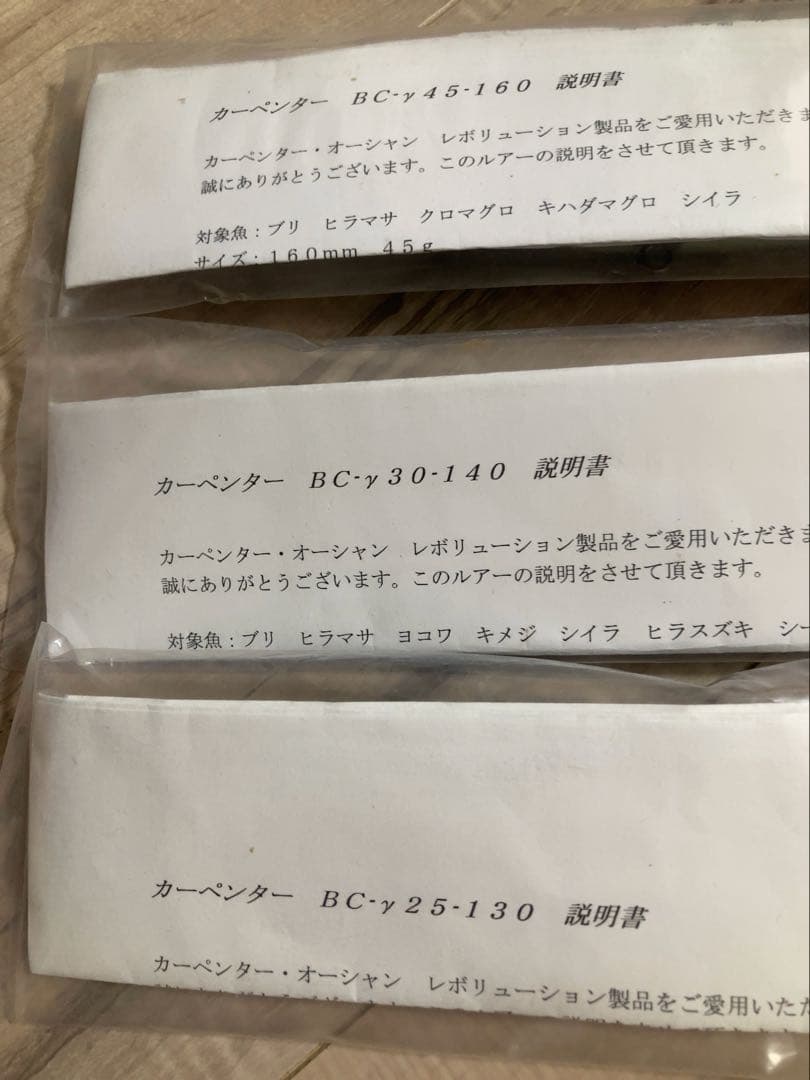 カーペンター　ＢＣ-γ４５-１６０　説明書
カーペンター・オーシャン　レボリューション製品をご愛用いただきま
誠にありがとうございます。このルアーの説明をさせて頂きます。
対象魚：ブリ　ヒラマサ　クロマグロ　キハダマグロ　シイラ
サイズ：１６０ｍｍ　４５ｇ
カーペンター　ＢＣ-γ３０-１４０　説明書
カーペンター・オーシャン　レボリューション製品をご愛用いただきま
誠にありがとうございます。このルアーの説明をさせて頂きます。
対象魚：ブリ　ヒラマサ　ヨコワ　キメジ　シイラ　ヒラスズキ　シー
カーペンター　ＢＣ-γ２５-１３０　説明書
カーペンター・オーシャン　レボリューション製品をご愛用いただ